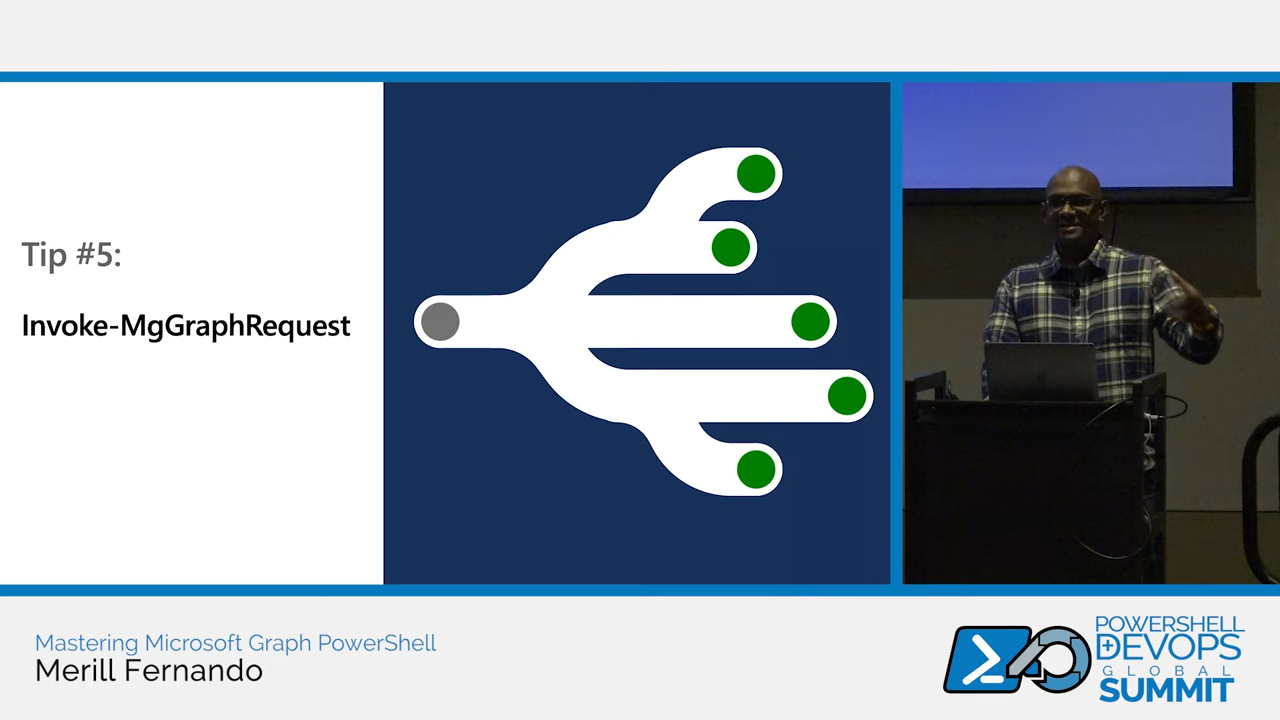 Tip #5:
Invoke-MgGraphRequest
Mastering Microsoft Graph PowerShell
Merill Fernando
POWERSHELL
+DEVOPS
GLOBAL
SUMMIT